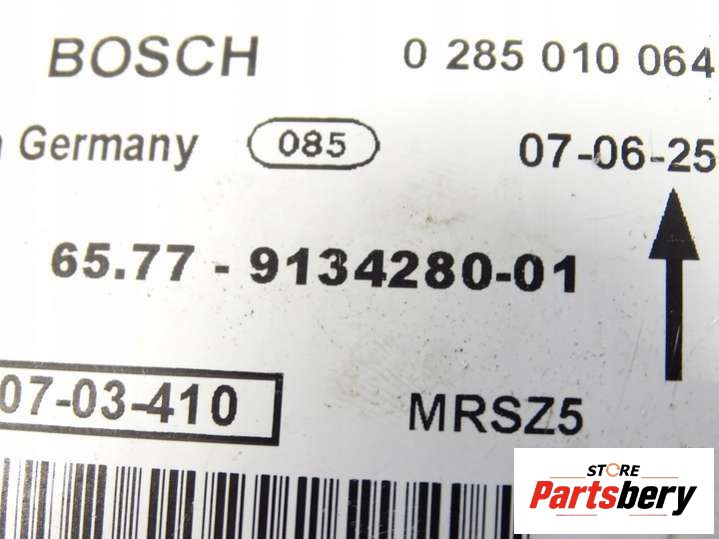 BOSCH 0 285 010 064
Germany 085 07-06-25
65.77 - 9134280-01
07-03-410 MRSZ5
STORE
Partsbery